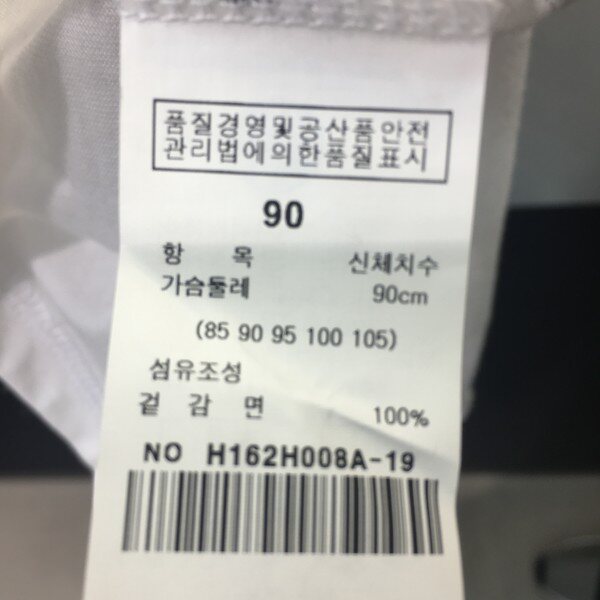 품질경영및공산품안전
관리법에의한품질표시
90
항 목 신체치수
가슴둘레 90cm
(85 90 95 100 105)
섬유조성
겉 감 면 100%
NO H162H008A-19